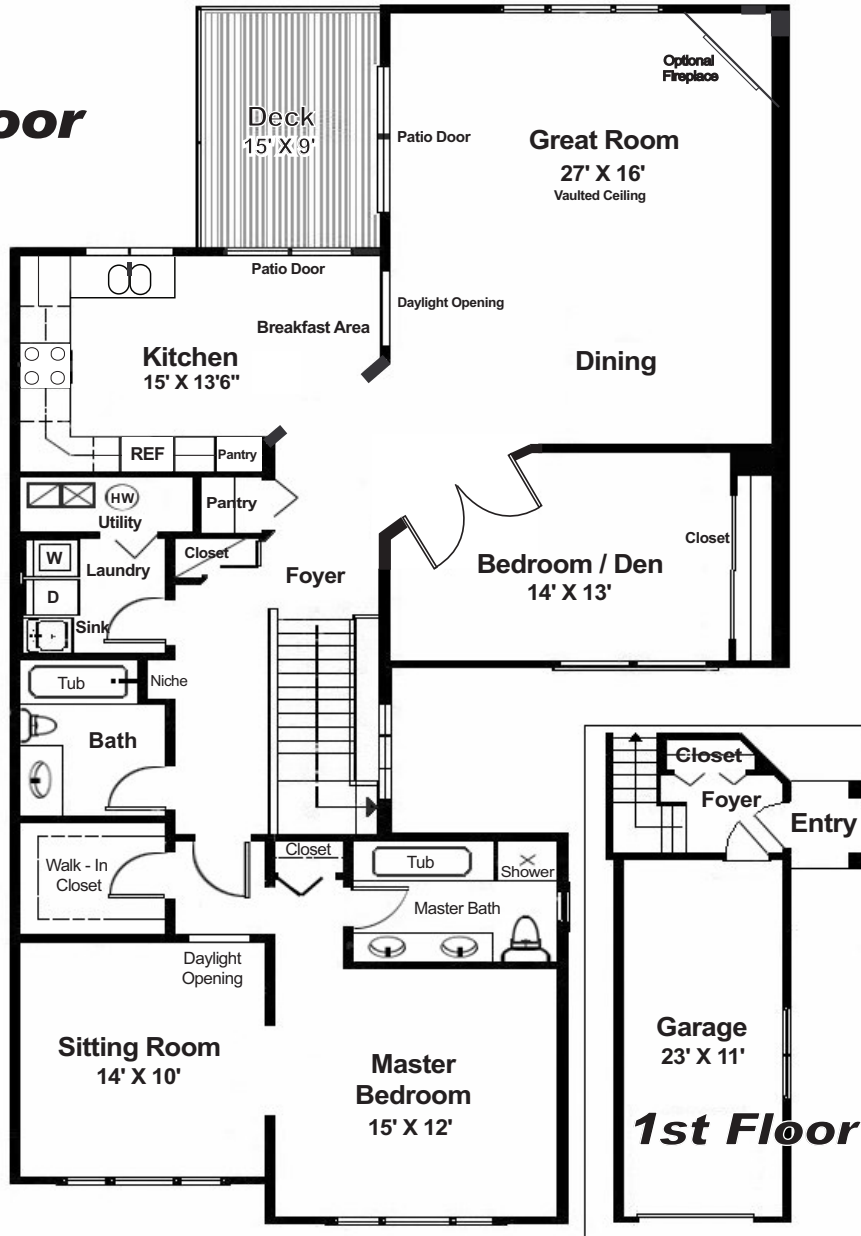 oor
Deck
15' X 9'
Optional
Fireplace
Patio Door
Great Room
27' X 16'
Vaulted Ceiling
Patio Door
Daylight Opening
Breakfast Area
Kitchen
15' X 13'6"
Dining
REF
Pantry
HW
Utility
Pantry
W
Laundry
Closet
Foyer
D
Sink
Bedroom / Den
14' X 13'
Closet
Tub
Niche
Bath
Closet
Foyer
Entry
Walk - In
Closet
Closet
Tub
Shower
Master Bath
Daylight
Opening
Sitting Room
14' X 10'
Master
Bedroom
15' X 12'
Garage
23' X 11'
1st Floor